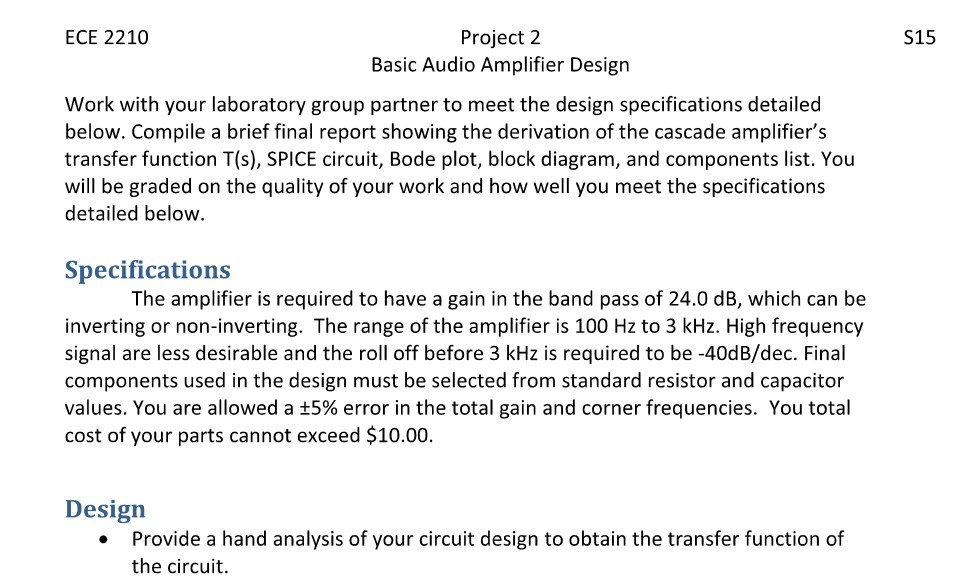 ECE 2210 Project 2 S15
Basic Audio Amplifier Design
Work with your laboratory group partner to meet the design specifications detailed
below. Compile a brief final report showing the derivation of the cascade amplifier’s
transfer function T(s), SPICE circuit, Bode plot, block diagram, and components list. You
will be graded on the quality of your work and how well you meet the specifications
detailed below.
Specifications
The amplifier is required to have a gain in the band pass of 24.0 dB, which can be
inverting or non-inverting. The range of the amplifier is 100 Hz to 3 kHz. High frequency
signal are less desirable and the roll off before 3 kHz is required to be -40dB/dec. Final
components used in the design must be selected from standard resistor and capacitor
values. You are allowed a ±5% error in the total gain and corner frequencies. You total
cost of your parts cannot exceed $10.00.
Design
• Provide a hand analysis of your circuit design to obtain the transfer function of
the circuit.